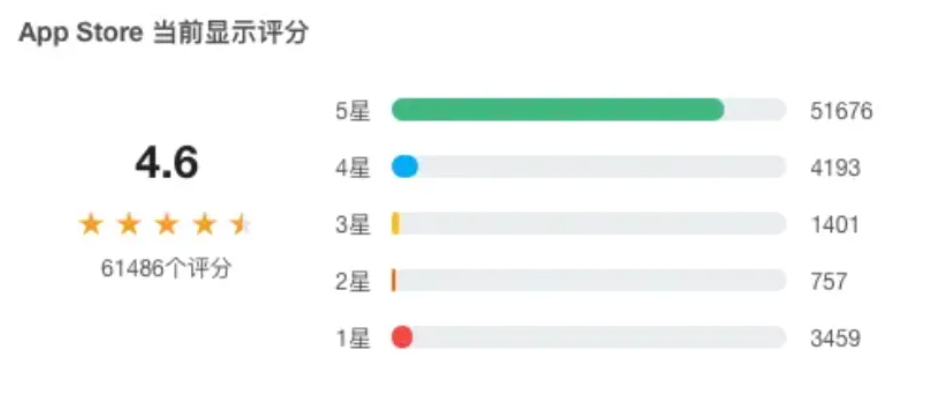 App Store 当前显示评分
4.6
61486个评分
5星 51676
4星 4193
3星 1401
2星 757
1星 3459